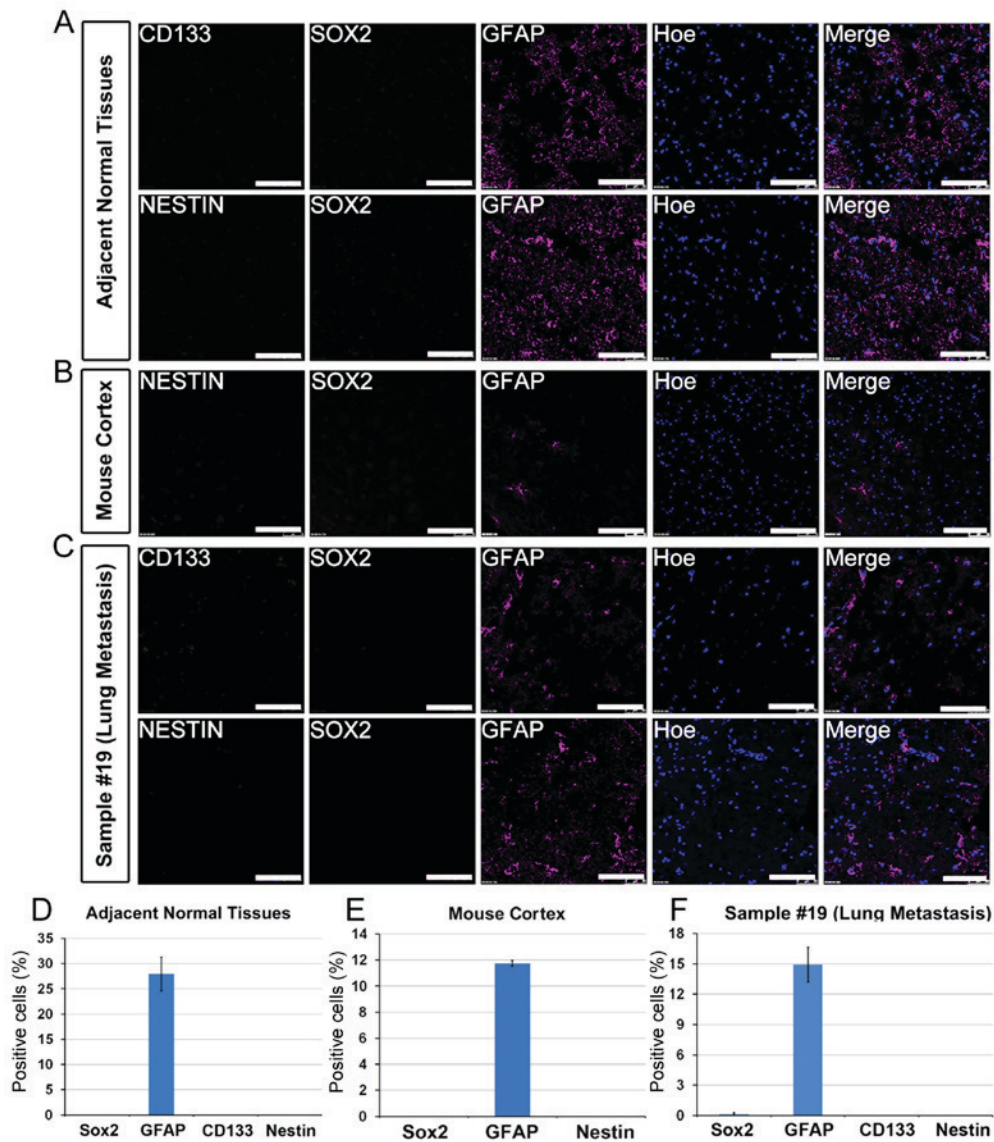 A
Adjacent Normal Tissues
CD133 SOX2 GFAP Hoe Merge
NESTIN SOX2 GFAP Hoe Merge
B
Mouse Cortex
NESTIN SOX2 GFAP Hoe Merge
C
Sample #19 (Lung Metastasis)
CD133 SOX2 GFAP Hoe Merge
NESTIN SOX2 GFAP Hoe Merge
D
Adjacent Normal Tissues
Positive cells (%)
35
30
25
20
15
10
5
0
Sox2 GFAP CD133 Nestin
E
Mouse Cortex
Positive cells (%)
14
12
10
8
6
4
2
0
Sox2 GFAP Nestin
F
Sample #19 (Lung Metastasis)
Positive cells (%)
18
15
12
9
6
3
0
Sox2 GFAP CD133 Nestin